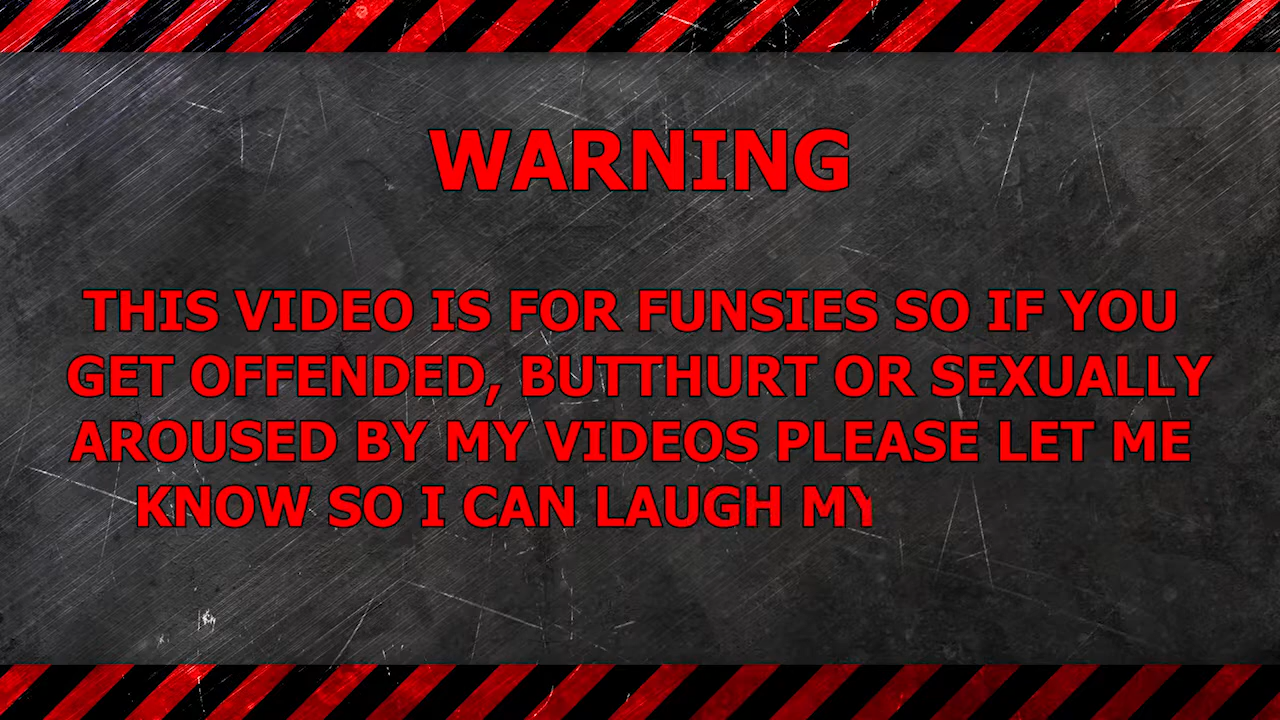 WARNING
THIS VIDEO IS FOR FUNSIES SO IF YOU
GET OFFENDED, BUTTHURT OR SEXUALLY
AROUSED BY MY VIDEOS PLEASE LET ME
KNOW SO I CAN LAUGH MY